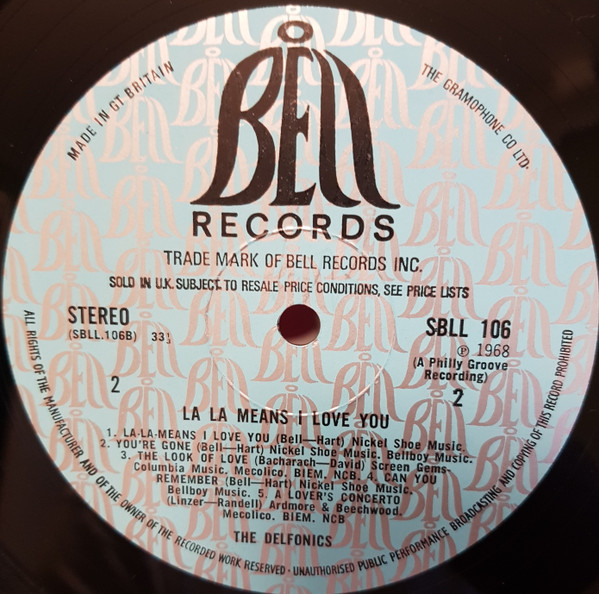 BELL
RECORDS
TRADE MARK OF BELL RECORDS INC.
SOLD IN U.K. SUBJECT TO RESALE PRICE CONDITIONS, SEE PRICE LISTS
MADE IN GT BRITAIN
THE GRAMOPHONE CO LTD.
STEREO
(SBLL.106B) 33⅓
2
SBLL 106
℗ 1968
(A Philly Groove
Recording)
2
LA LA MEANS I LOVE YOU
1. LA-LA-MEANS I LOVE YOU (Bell—Hart) Nickel Shoe Music.
2. YOU'RE GONE (Bell—Hart) Nickel Shoe Music. Bellboy Music.
3. THE LOOK OF LOVE (Bacharach—David) Screen Gems-
Columbia Music, Mecolico. BIEM. NCB. 4. CAN YOU
REMEMBER (Bell—Hart) Nickel Shoe Music.
Bellboy Music. 5. A LOVER'S CONCERTO
(Linzer—Randell) Ardmore & Beechwood,
Mecolico. BIEM. NCB
THE DELFONICS
ALL RIGHTS OF THE MANUFACTURER AND OF THE OWNER OF THE RECORDED WORK RESERVED · UNAUTHORISED PUBLIC PERFORMANCE BROADCASTING AND COPYING OF THIS RECORD PROHIBITED